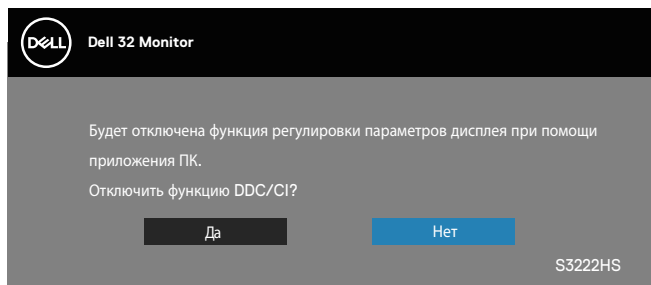 DELL
Dell 32 Monitor
Будет отключена функция регулировки параметров дисплея при помощи
приложения ПК.
Отключить функцию DDC/CI?
Да
Нет
S3222HS